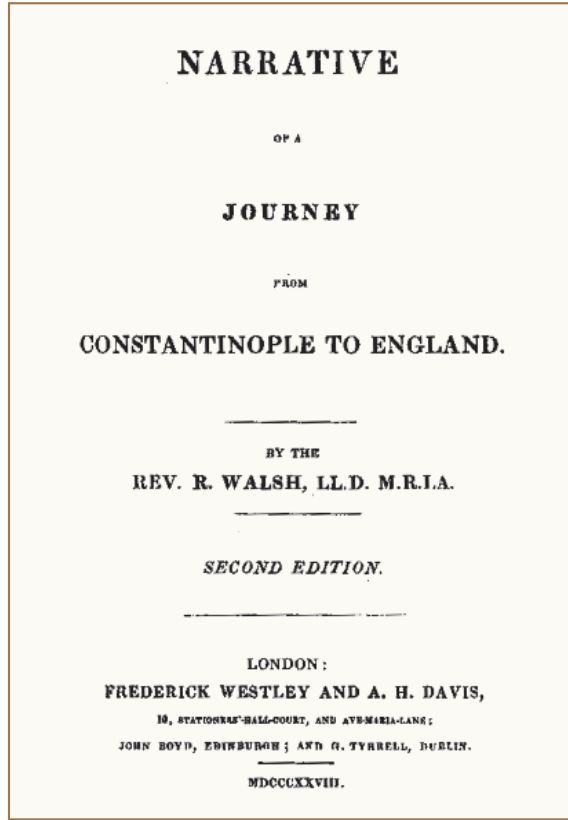 NARRATIVE
OF A
JOURNEY
FROM
CONSTANTINOPLE TO ENGLAND.
BY THE
REV. R. WALSH, LL.D. M.R.I.A.
SECOND EDITION.
LONDON:
FREDERICK WESTLEY AND A. H. DAVIS,
10, STATIONERS'-HALL-COURT, AND AVE-MARIA-LANE;
JOHN BOYD, EDINBURGH; AND G. TYRRELL, DUBLIN.
MDCCCXXVIII.